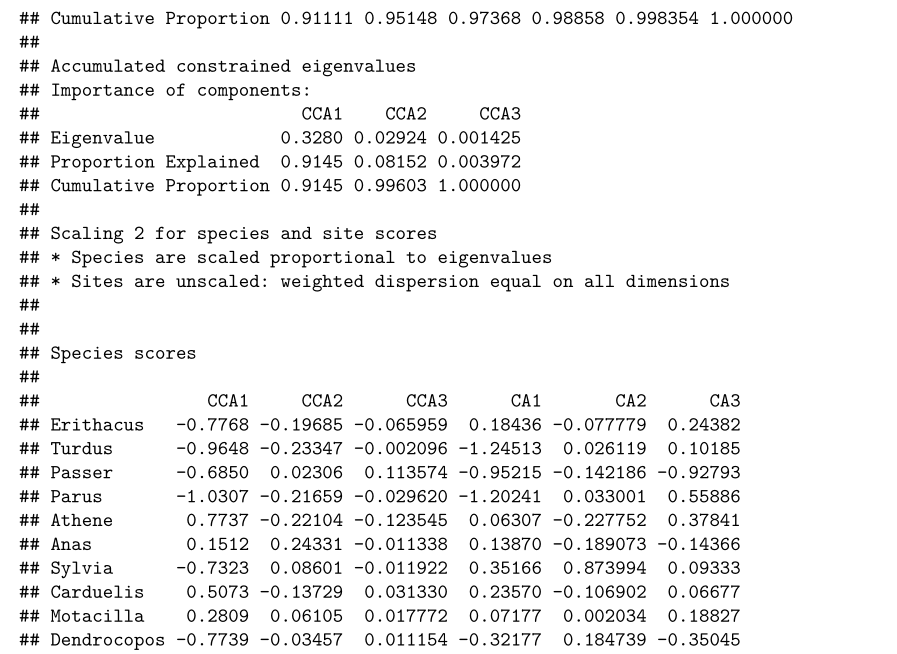 ## Cumulative Proportion 0.91111 0.95148 0.97368 0.98858 0.998354 1.000000
##
## Accumulated constrained eigenvalues
## Importance of components:
##                         CCA1    CCA2     CCA3
## Eigenvalue            0.3280 0.02924 0.001425
## Proportion Explained  0.9145 0.08152 0.003972
## Cumulative Proportion 0.9145 0.99603 1.000000
##
## Scaling 2 for species and site scores
## * Species are scaled proportional to eigenvalues
## * Sites are unscaled: weighted dispersion equal on all dimensions
##
##
## Species scores
##
##                CCA1     CCA2      CCA3      CA1       CA2      CA3
## Erithacus   -0.7768 -0.19685 -0.065959  0.18436 -0.077779  0.24382
## Turdus      -0.9648 -0.23347 -0.002096 -1.24513  0.026119  0.10185
## Passer      -0.6850  0.02306  0.113574 -0.95215 -0.142186 -0.92793
## Parus       -1.0307 -0.21659 -0.029620 -1.20241  0.033001  0.55886
## Athene       0.7737 -0.22104 -0.123545  0.06307 -0.227752  0.37841
## Anas         0.1512  0.24331 -0.011338  0.13870 -0.189073 -0.14366
## Sylvia      -0.7323  0.08601 -0.011922  0.35166  0.873994  0.09333
## Carduelis    0.5073 -0.13729  0.031330  0.23570 -0.106902  0.06677
## Motacilla    0.2809  0.06105  0.017772  0.07177  0.002034  0.18827
## Dendrocopos -0.7739 -0.03457  0.011154 -0.32177  0.184739 -0.35045